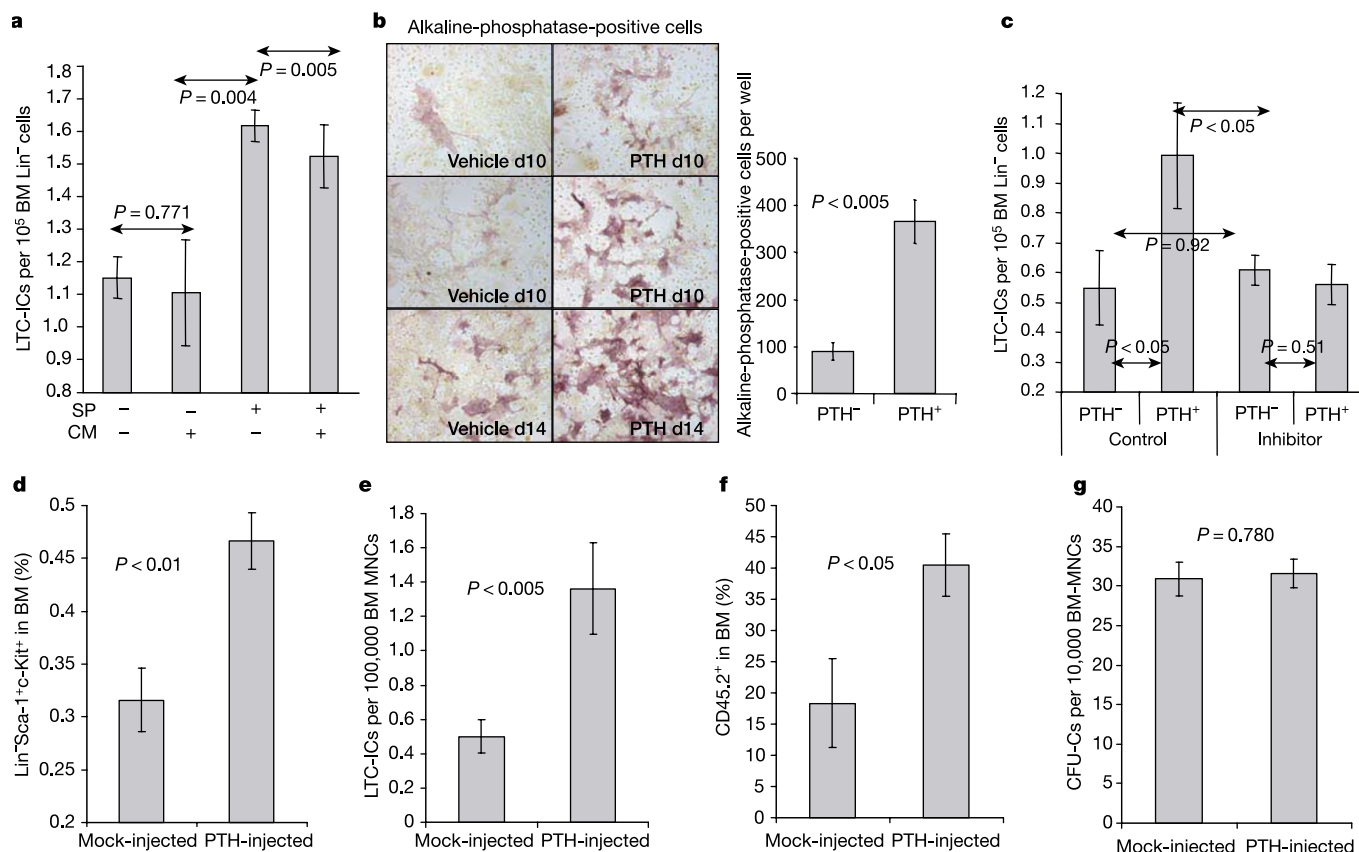 a
LTC-ICs per 10⁵ BM Lin⁻ cells
1.8
1.7
1.6
1.5
1.4
1.3
1.2
1.1
1.0
0.9
0.8
P = 0.771
P = 0.004
P = 0.005
SP – – + +
CM – + – +
b
Alkaline-phosphatase-positive cells
Vehicle d10
PTH d10
Vehicle d10
PTH d10
Vehicle d14
PTH d14
Alkaline-phosphatase-positive cells per well
500
400
300
200
100
0
P < 0.005
PTH⁻ PTH⁺
c
LTC-ICs per 10⁵ BM Lin⁻ cells
1.2
1.1
1.0
0.9
0.8
0.7
0.6
0.5
0.4
0.3
0.2
P < 0.05
P = 0.92
P < 0.05
P = 0.51
PTH⁻ PTH⁺ PTH⁻ PTH⁺
Control Inhibitor
d
Lin⁻Sca-1⁺c-Kit⁺ in BM (%)
0.5
0.45
0.4
0.35
0.3
0.25
0.2
P < 0.01
Mock-injected PTH-injected
e
LTC-ICs per 100,000 BM MNCs
1.8
1.6
1.4
1.2
1.0
0.8
0.6
0.4
0.2
0
P < 0.005
Mock-injected PTH-injected
f
CD45.2⁺ in BM (%)
50
45
40
35
30
25
20
15
10
5
0
P < 0.05
Mock-injected PTH-injected
g
CFU-Cs per 10,000 BM-MNCs
40
35
30
25
20
15
10
5
0
P = 0.780
Mock-injected PTH-injected